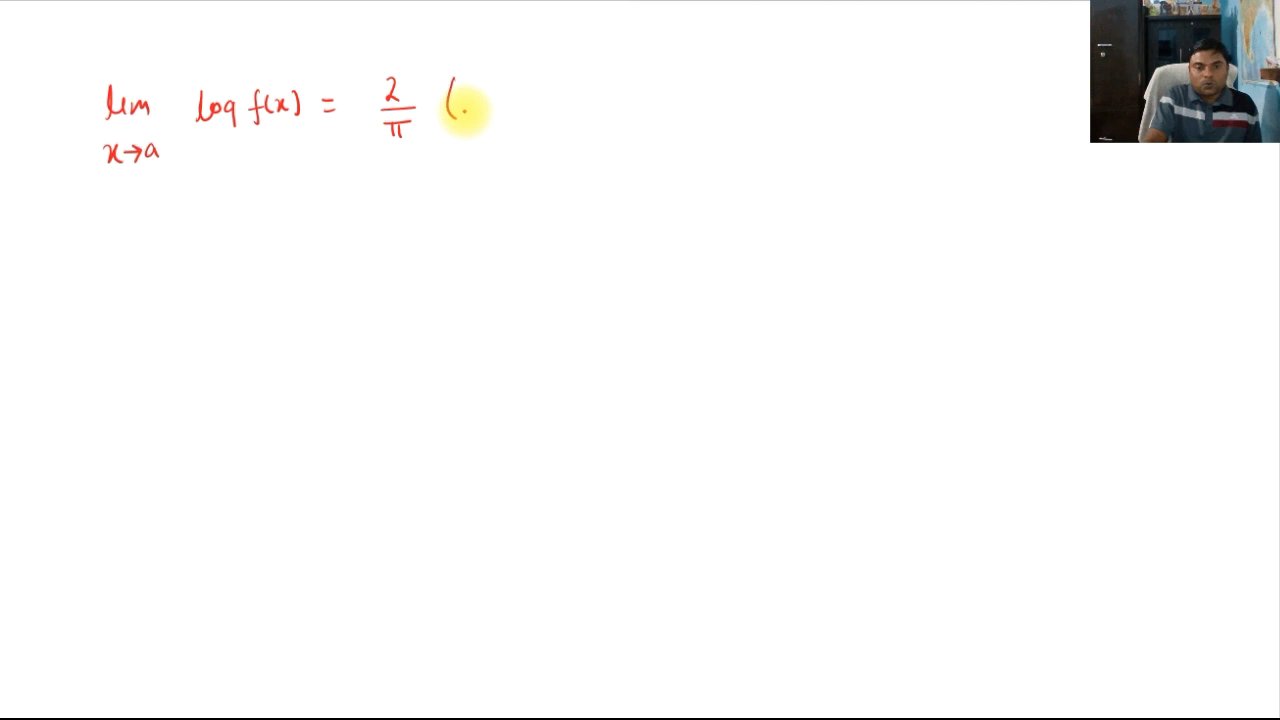 lim log f(x) = 2/π (.
x→a